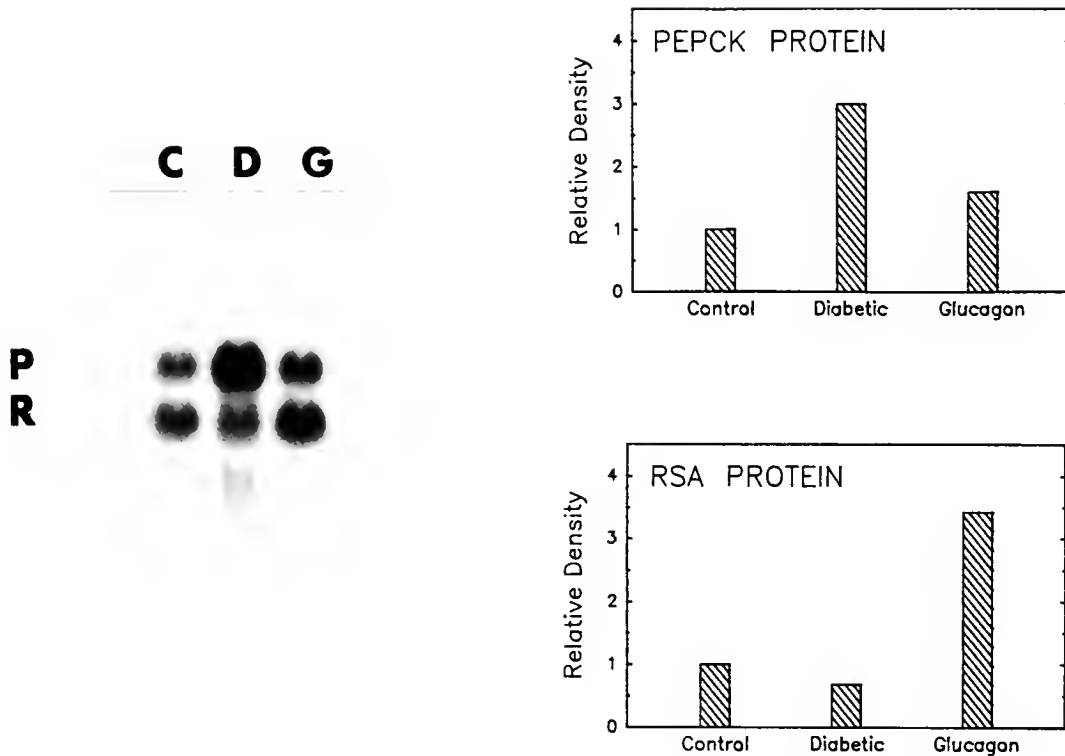 C D G
P
R
PEPCK PROTEIN
Relative Density
4
3
2
1
0
Control Diabetic Glucagon
RSA PROTEIN
Relative Density
4
3
2
1
0
Control Diabetic Glucagon